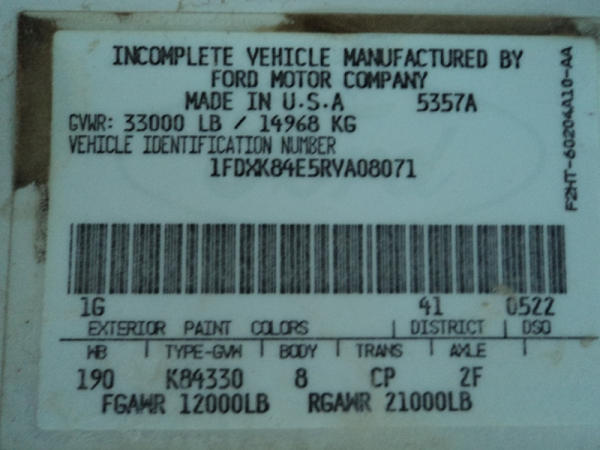 INCOMPLETE VEHICLE MANUFACTURED BY
FORD MOTOR COMPANY
MADE IN U.S.A 5357A
GVWR: 33000 LB / 14968 KG
VEHICLE IDENTIFICATION NUMBER
1FDXK84E5RVA08071
F2HT-60204A10-AA
1G 41 0522
EXTERIOR PAINT COLORS | DISTRICT | DSO
WB | TYPE-GVW | BODY | TRANS | AXLE |
190 K84330 8 CP 2F
FGAWR 12000LB RGAWR 21000LB